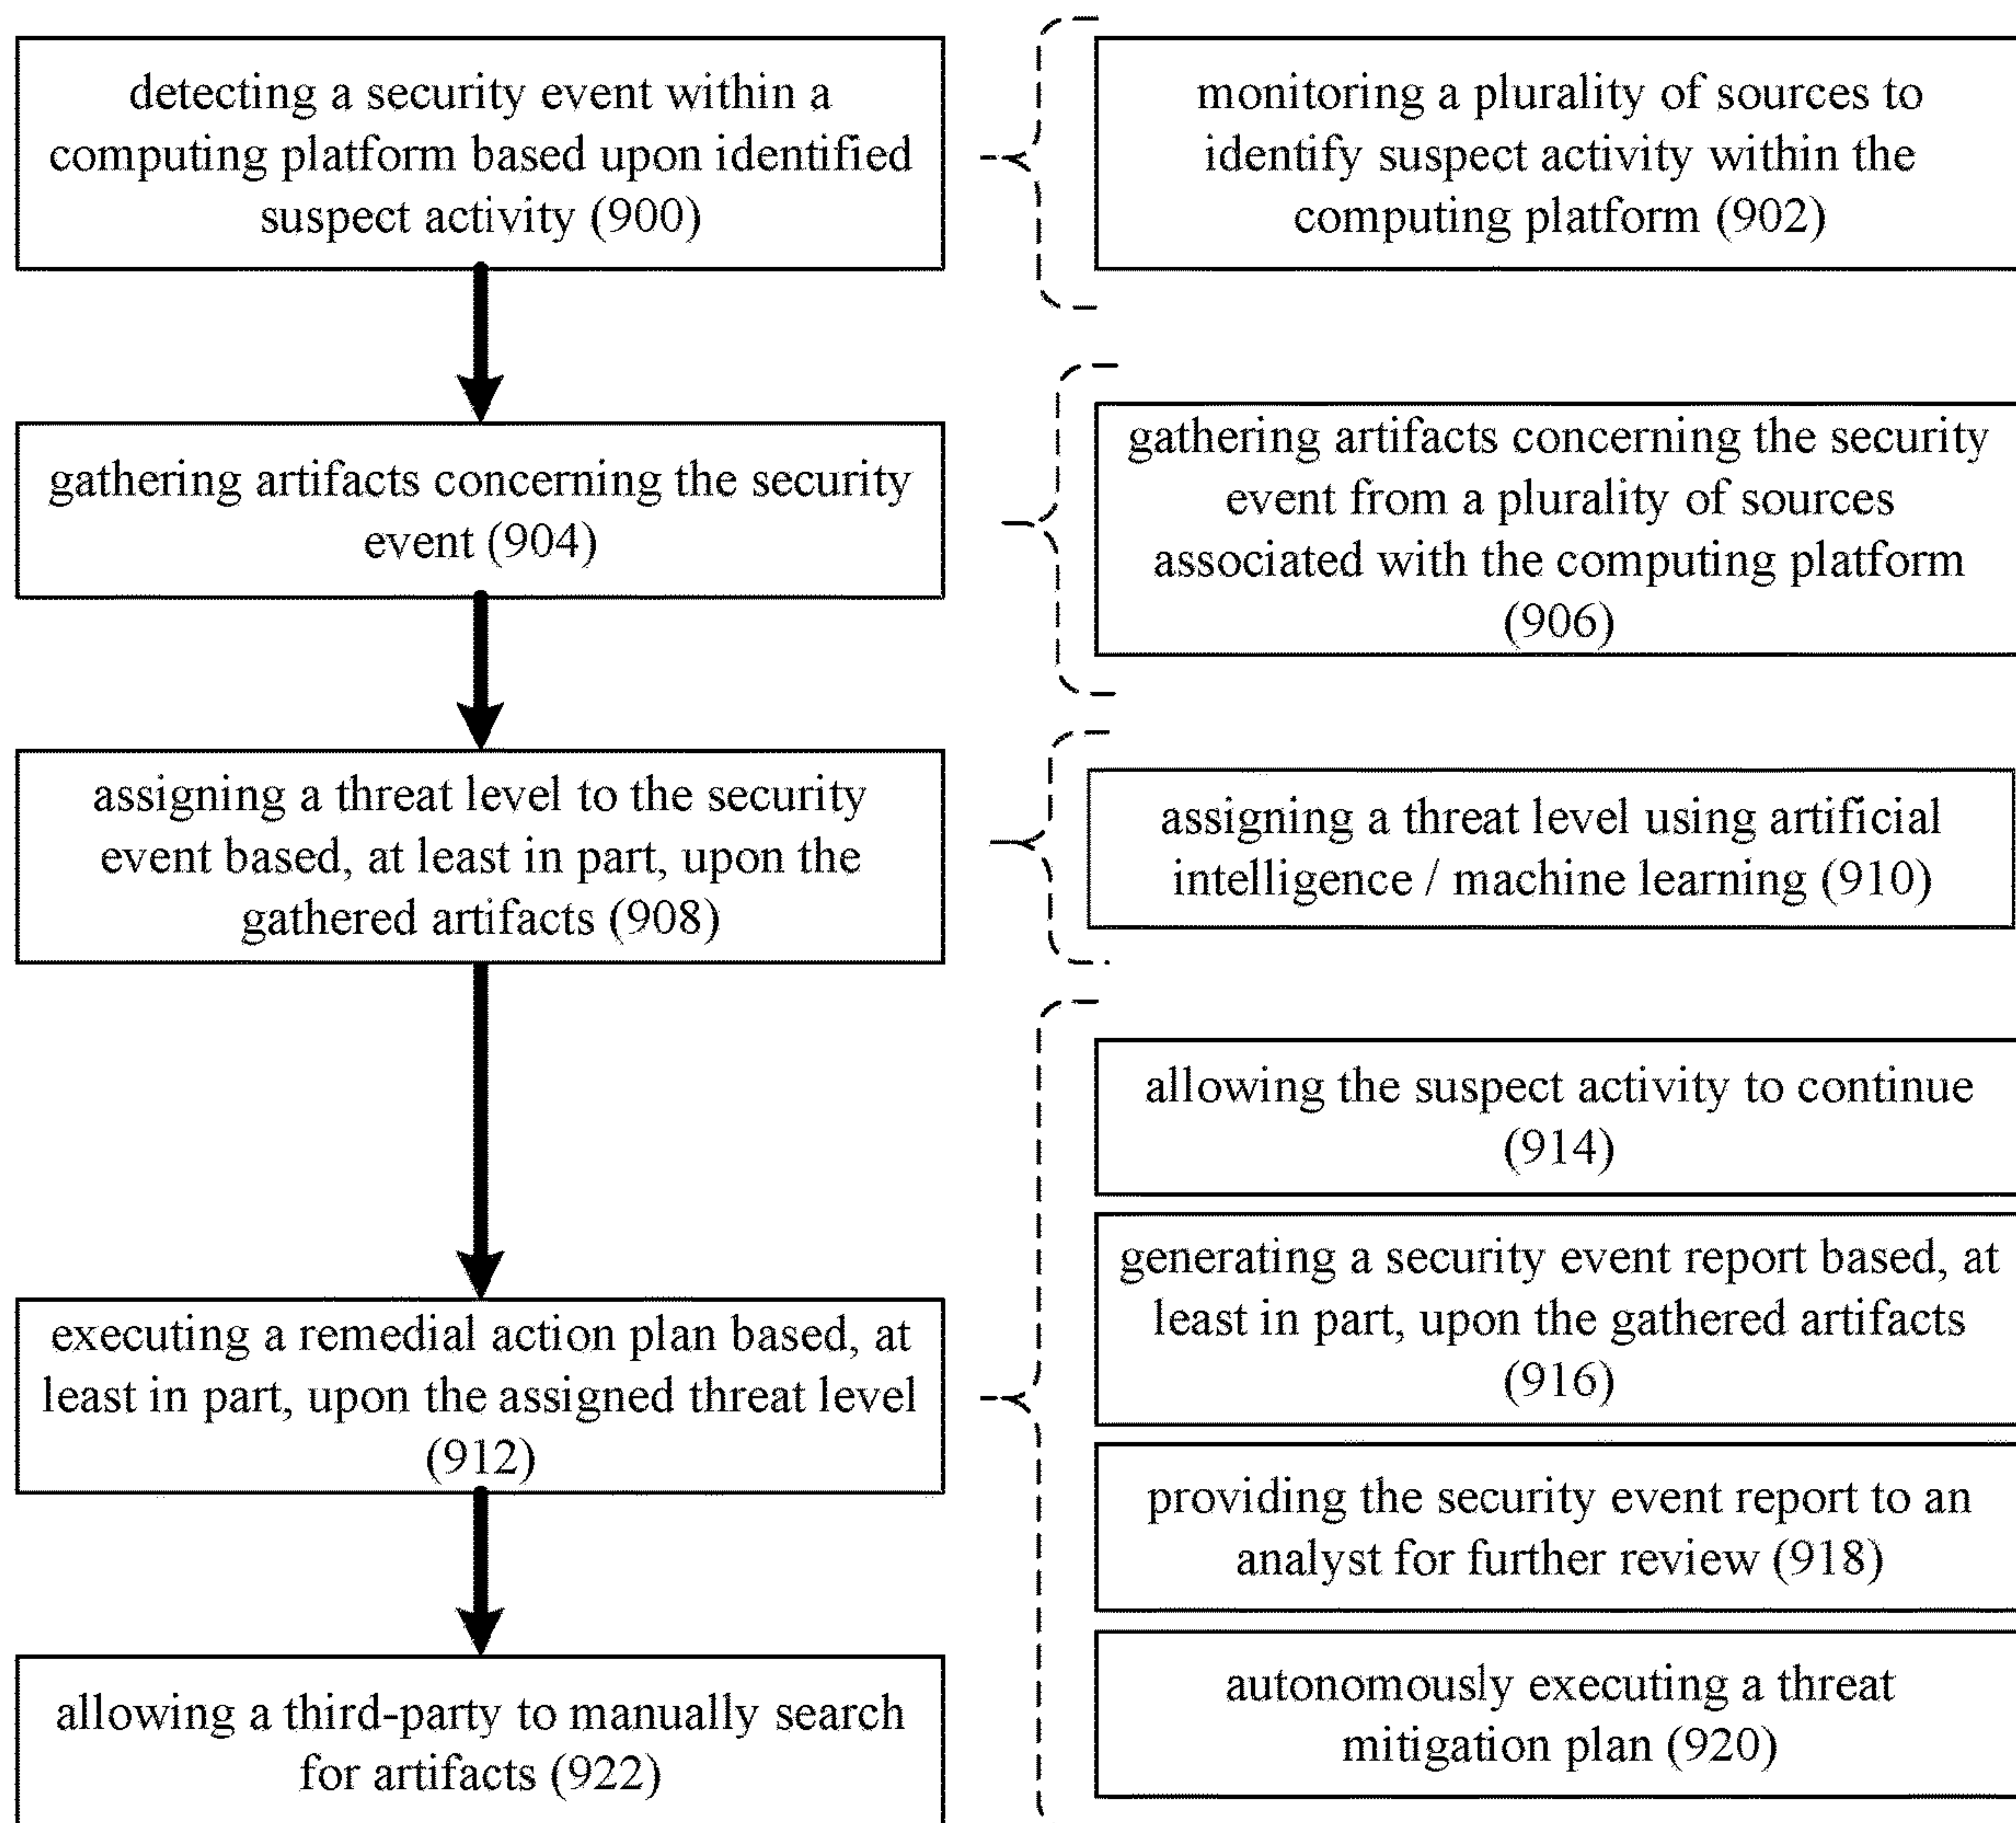 detecting a security event within a
computing platform based upon identified
suspect activity (900)
monitoring a plurality of sources to
identify suspect activity within the
computing platform (902)
gathering artifacts concerning the security
event (904)
gathering artifacts concerning the security
event from a plurality of sources
associated with the computing platform
(906)
assigning a threat level to the security
event based, at least in part, upon the
gathered artifacts (908)
assigning a threat level using artificial
intelligence / machine learning (910)
executing a remedial action plan based, at
least in part, upon the assigned threat level
(912)
allowing the suspect activity to continue
(914)
generating a security event report based, at
least in part, upon the gathered artifacts
(916)
providing the security event report to an
analyst for further review (918)
autonomously executing a threat
mitigation plan (920)
allowing a third-party to manually search
for artifacts (922)